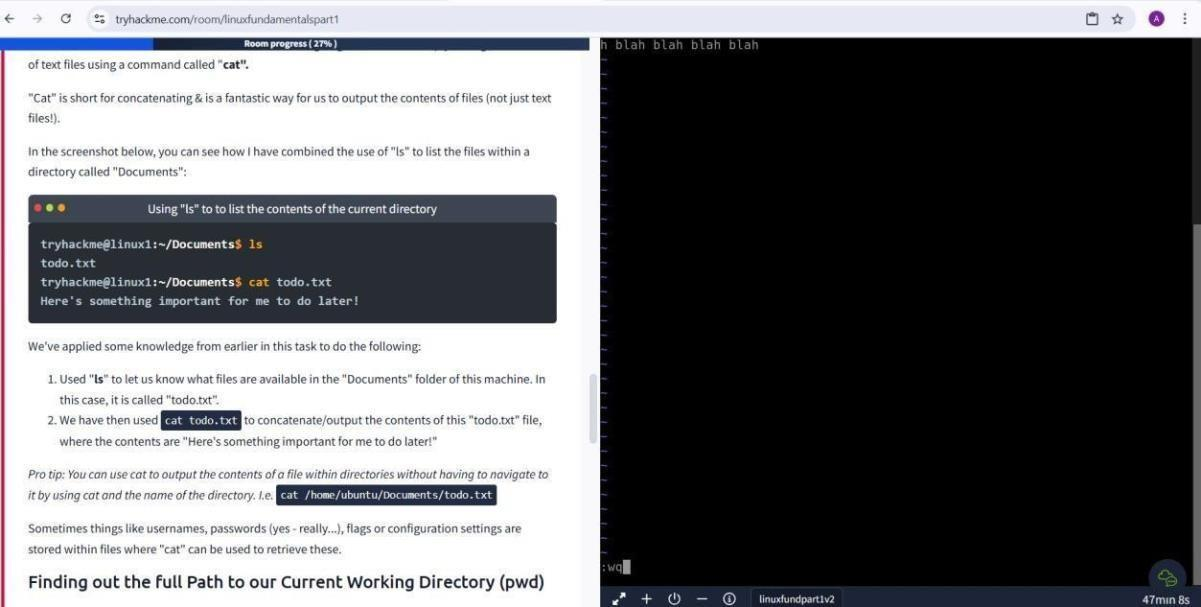 tryhackme.com/room/linuxfundamentalspart1
A
Room progress ( 27% )
of text files using a command called "cat".
"Cat" is short for concatenating & is a fantastic way for us to output the contents of files (not just text
files!).
In the screenshot below, you can see how I have combined the use of "ls" to list the files within a
directory called "Documents":
Using "ls" to to list the contents of the current directory
tryhackme@linux1:~/Documents$ ls
todo.txt
tryhackme@linux1:~/Documents$ cat todo.txt
Here's something important for me to do later!
We've applied some knowledge from earlier in this task to do the following:
1. Used "ls" to let us know what files are available in the "Documents" folder of this machine. In
this case, it is called "todo.txt".
2. We have then used cat todo.txt to concatenate/output the contents of this "todo.txt" file,
where the contents are "Here's something important for me to do later!"
Pro tip: You can use cat to output the contents of a file within directories without having to navigate to
it by using cat and the name of the directory. I.e. cat /home/ubuntu/Documents/todo.txt
Sometimes things like usernames, passwords (yes - really...), flags or configuration settings are
stored within files where "cat" can be used to retrieve these.
Finding out the full Path to our Current Working Directory (pwd)
h blah blah blah blah
:wq
linuxfundpart1v2
47min 8s